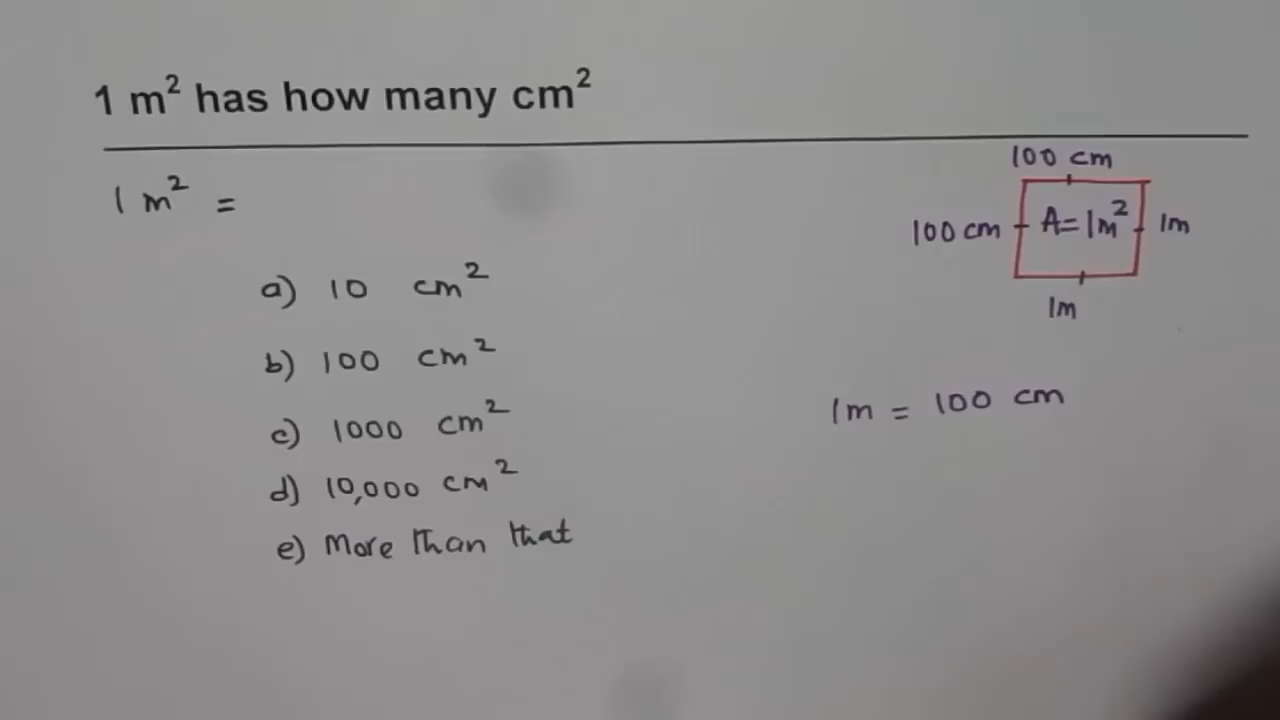 1 m² has how many cm²
1 m² =
100 cm
100 cm A=1m² 1m
1m
a) 10 cm²
b) 100 cm²
c) 1000 cm²
1m = 100 cm
d) 10,000 cm²
e) More than that